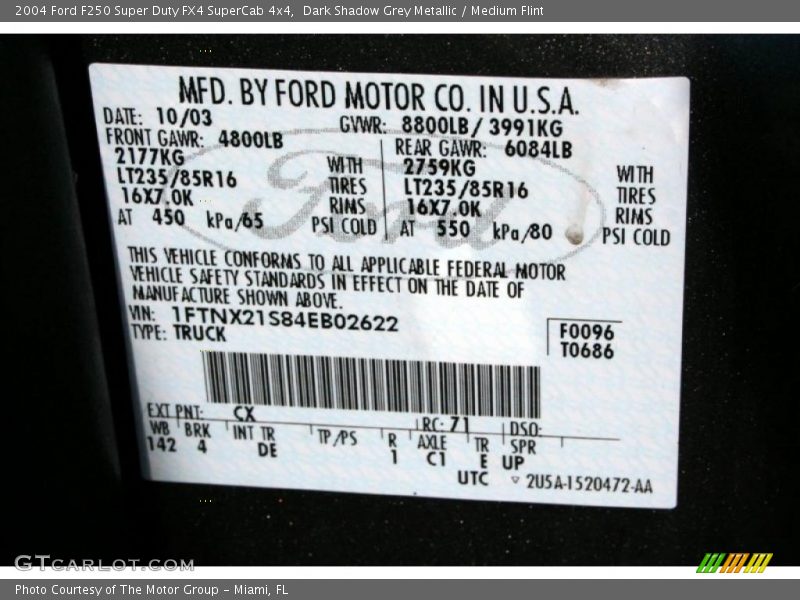 2004 Ford F250 Super Duty FX4 SuperCab 4x4,  Dark Shadow Grey Metallic / Medium Flint
MFD. BY FORD MOTOR CO. IN U.S.A.
DATE: 10/03 GVWR: 8800LB/ 3991KG
FRONT GAWR: 4800LB REAR GAWR: 6084LB
2177KG WITH 2759KG WITH
LT235/85R16 TIRES LT235/85R16 TIRES
16X7.0K RIMS 16X7.0K RIMS
AT 450 kPa/65 PSI COLD AT 550 kPa/80 PSI COLD
Ford
THIS VEHICLE CONFORMS TO ALL APPLICABLE FEDERAL MOTOR
VEHICLE SAFETY STANDARDS IN EFFECT ON THE DATE OF
MANUFACTURE SHOWN ABOVE.
VIN: 1FTNX21S84EB02622 F0096
TYPE: TRUCK T0686
EXT PNT: CX RC: 71 DSO:
WB BRK INT TR TP/PS R AXLE TR SPR
142 4 DE 1 C1 E UP
UTC ▽ 2U5A-1520472-AA
GTCARLOT.COM
Photo Courtesy of The Motor Group - Miami, FL